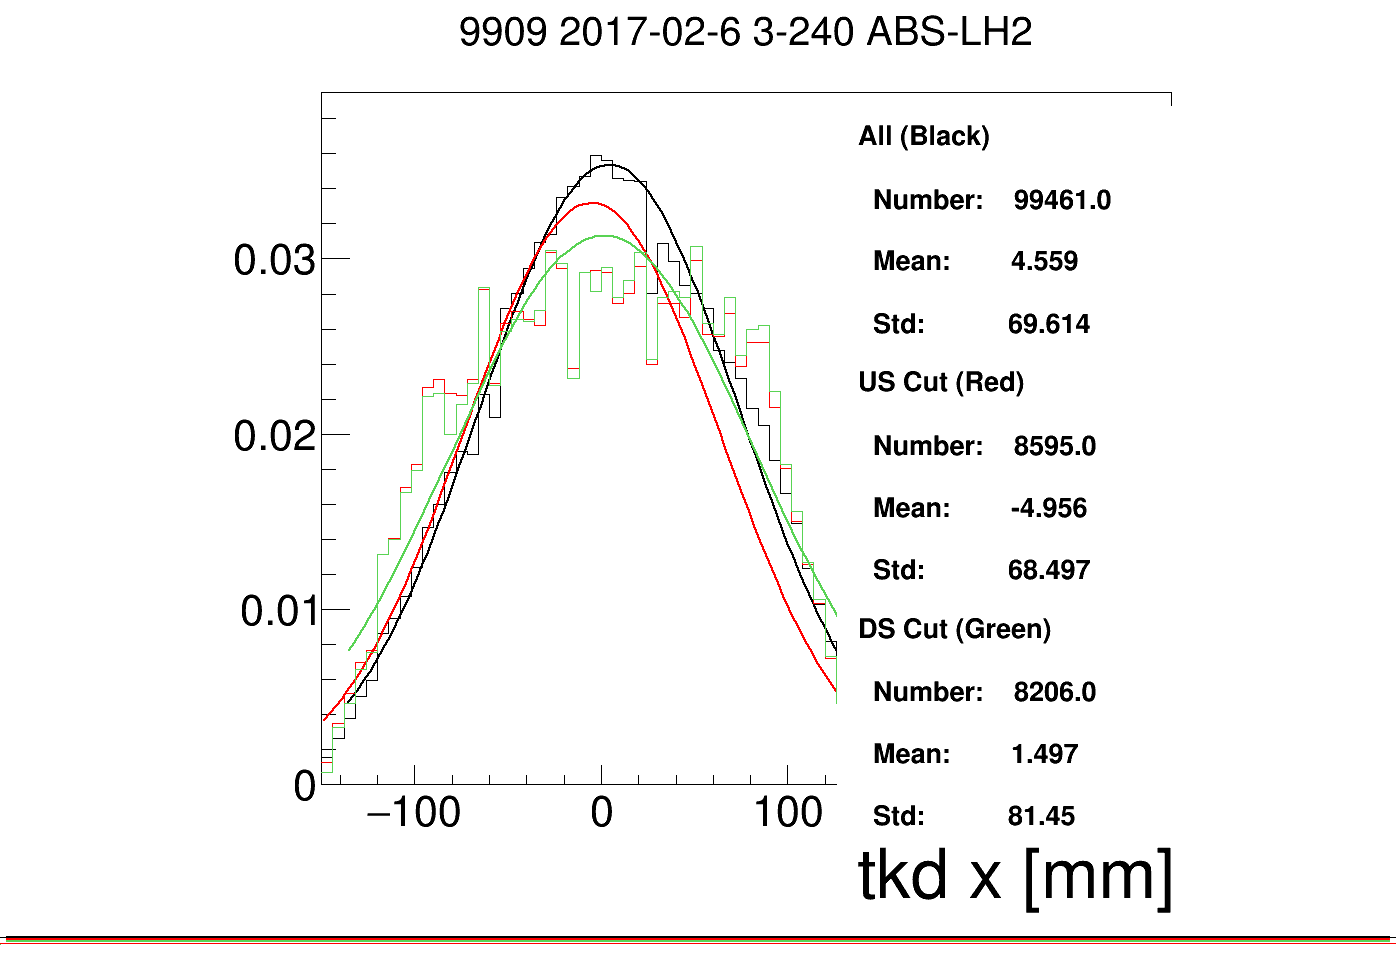 9909 2017-02-6 3-240 ABS-LH2
All (Black)
Number: 99461.0
Mean: 4.559
Std: 69.614
US Cut (Red)
Number: 8595.0
Mean: -4.956
Std: 68.497
DS Cut (Green)
Number: 8206.0
Mean: 1.497
Std: 81.45
0.03
0.02
0.01
0
−100 0 100
tkd x [mm]